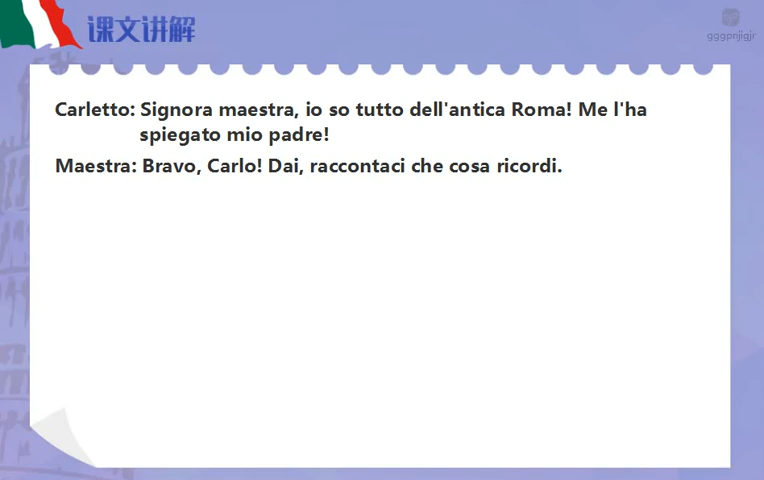 课文讲解
gggpnjigjr
Carletto: Signora maestra, io so tutto dell'antica Roma! Me l'ha
spiegato mio padre!
Maestra: Bravo, Carlo! Dai, raccontaci che cosa ricordi.